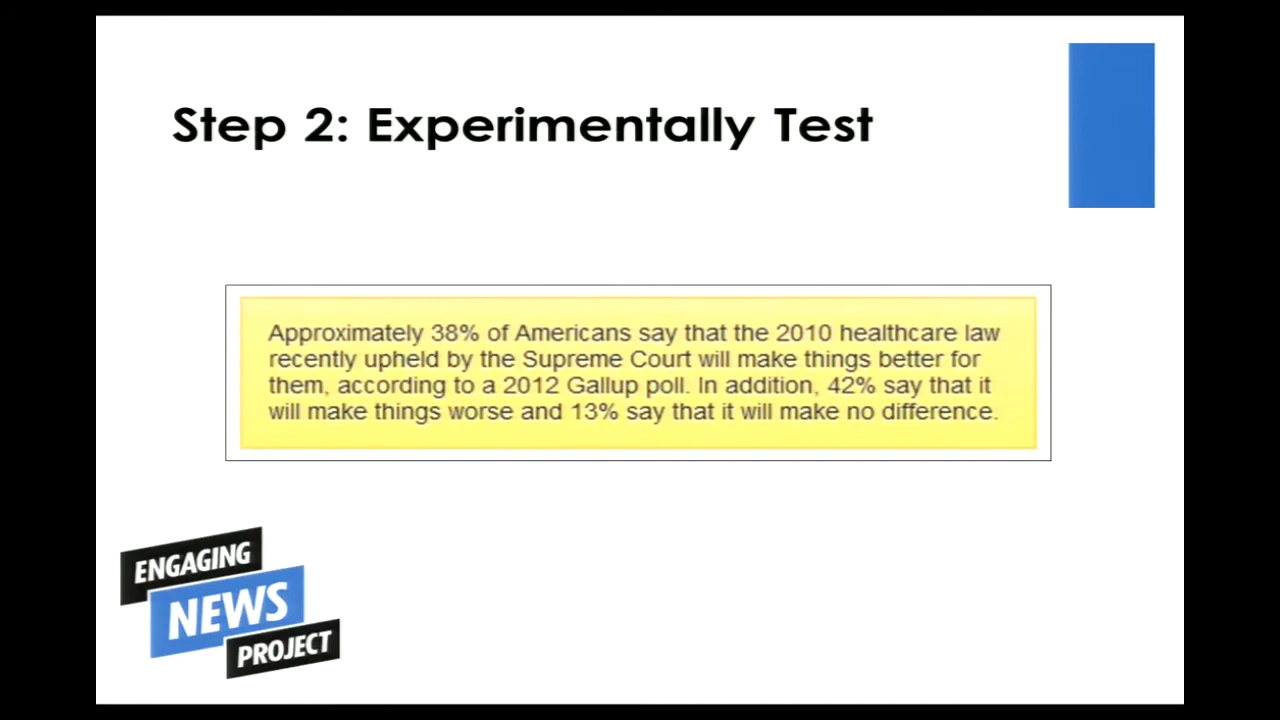 Step 2: Experimentally Test
Approximately 38% of Americans say that the 2010 healthcare law
recently upheld by the Supreme Court will make things better for
them, according to a 2012 Gallup poll. In addition, 42% say that it
will make things worse and 13% say that it will make no difference.
ENGAGING
NEWS
PROJECT